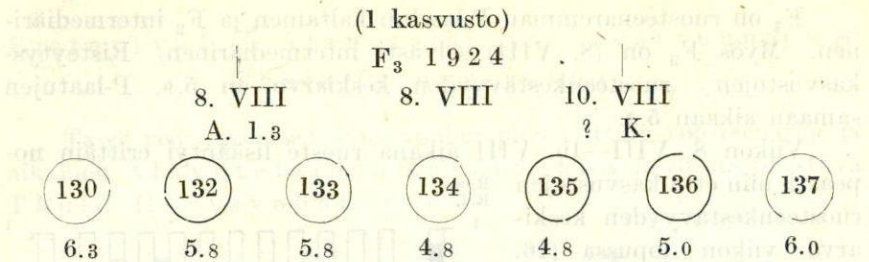 (1 kasvusto)
F₃ 1924
8. VIII 8. VIII 10. VIII
A. 1.3 ? K.
130 132 133 134 135 136 137
6.3 5.8 5.8 4.8 4.8 5.0 6.0